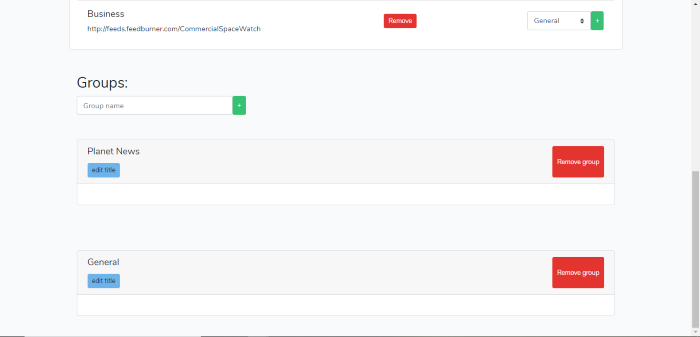 Business
http://feeds.feedburner.com/CommercialSpaceWatch
Remove
General
+
Groups:
Group name
+
Planet News
edit title
Remove group
General
edit title
Remove group